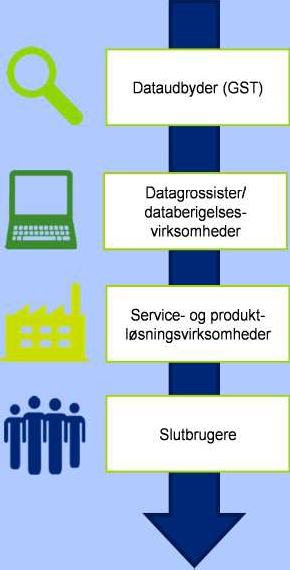 Dataudbyder (GST)
Datagrossister/
databerigelses-
virksomheder
Service- og produkt-
løsningsvirksomheder
Slutbrugere